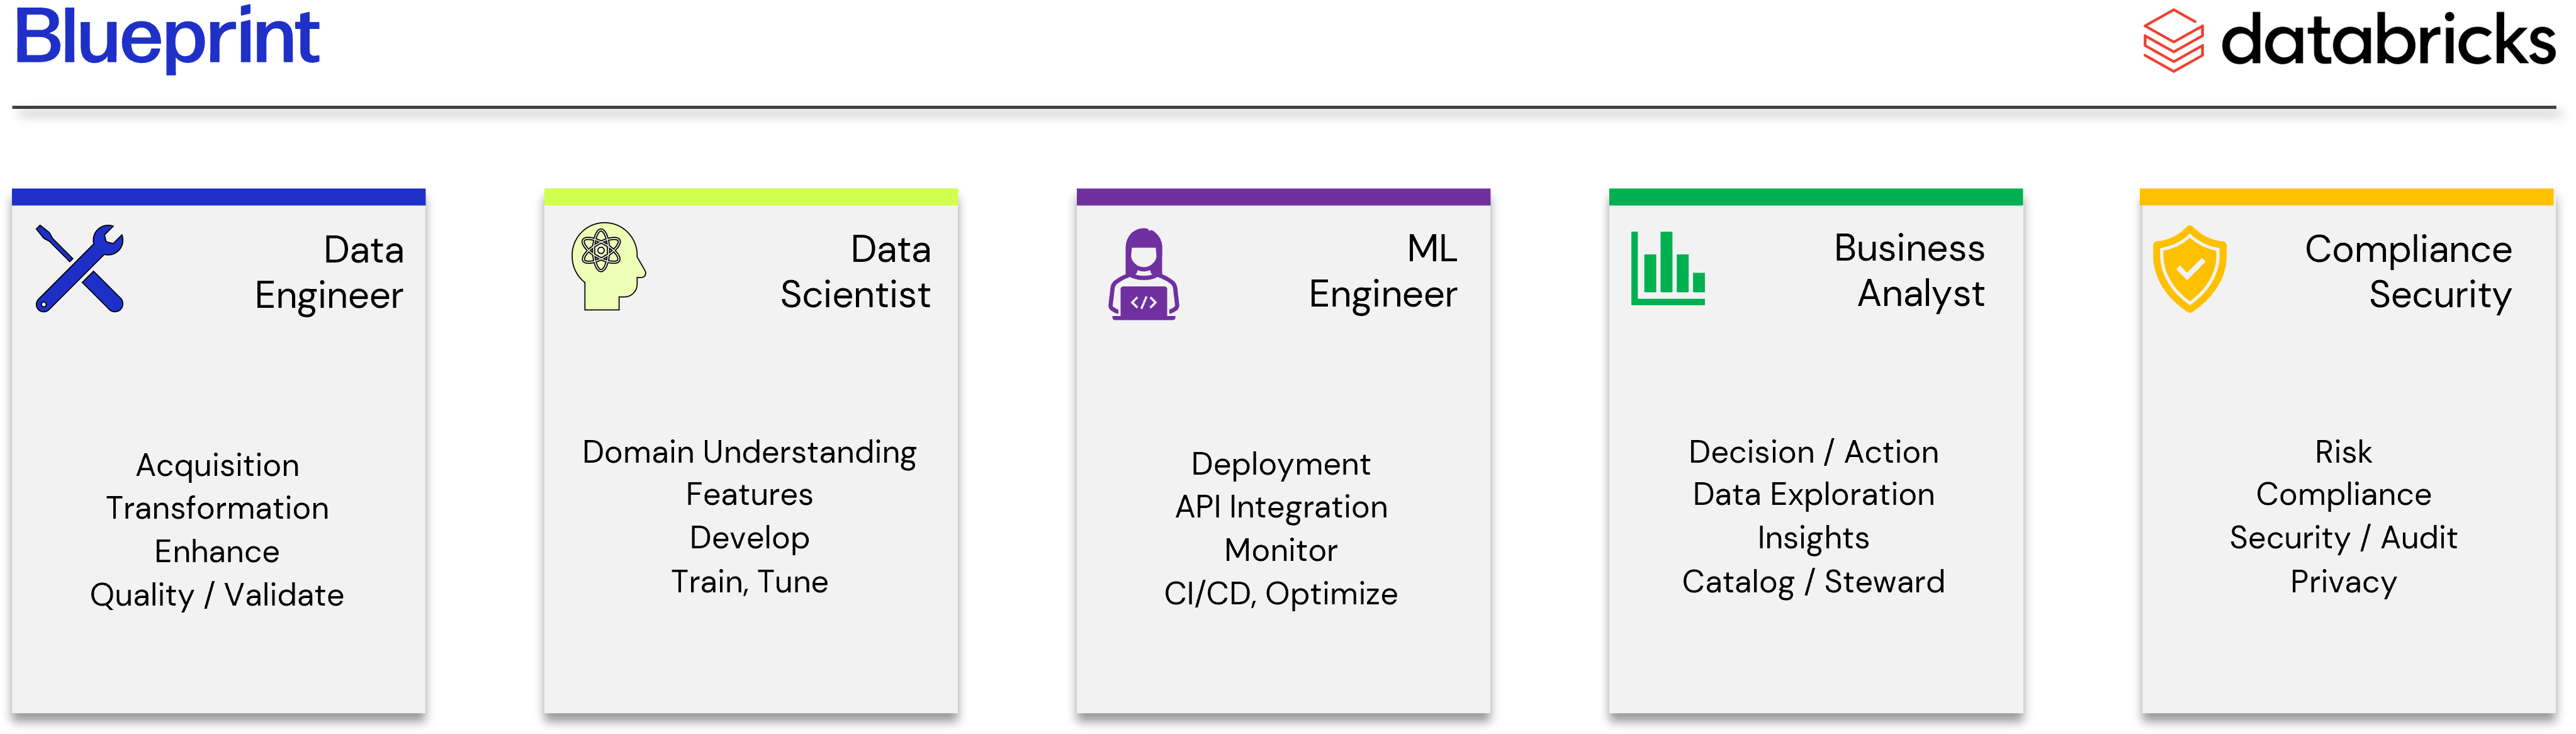 Blueprint
databricks
Data
Engineer
Acquisition
Transformation
Enhance
Quality / Validate
Data
Scientist
Domain Understanding
Features
Develop
Train, Tune
ML
Engineer
</>
Deployment
API Integration
Monitor
CI/CD, Optimize
Business
Analyst
Decision / Action
Data Exploration
Insights
Catalog / Steward
Compliance
Security
Risk
Compliance
Security / Audit
Privacy